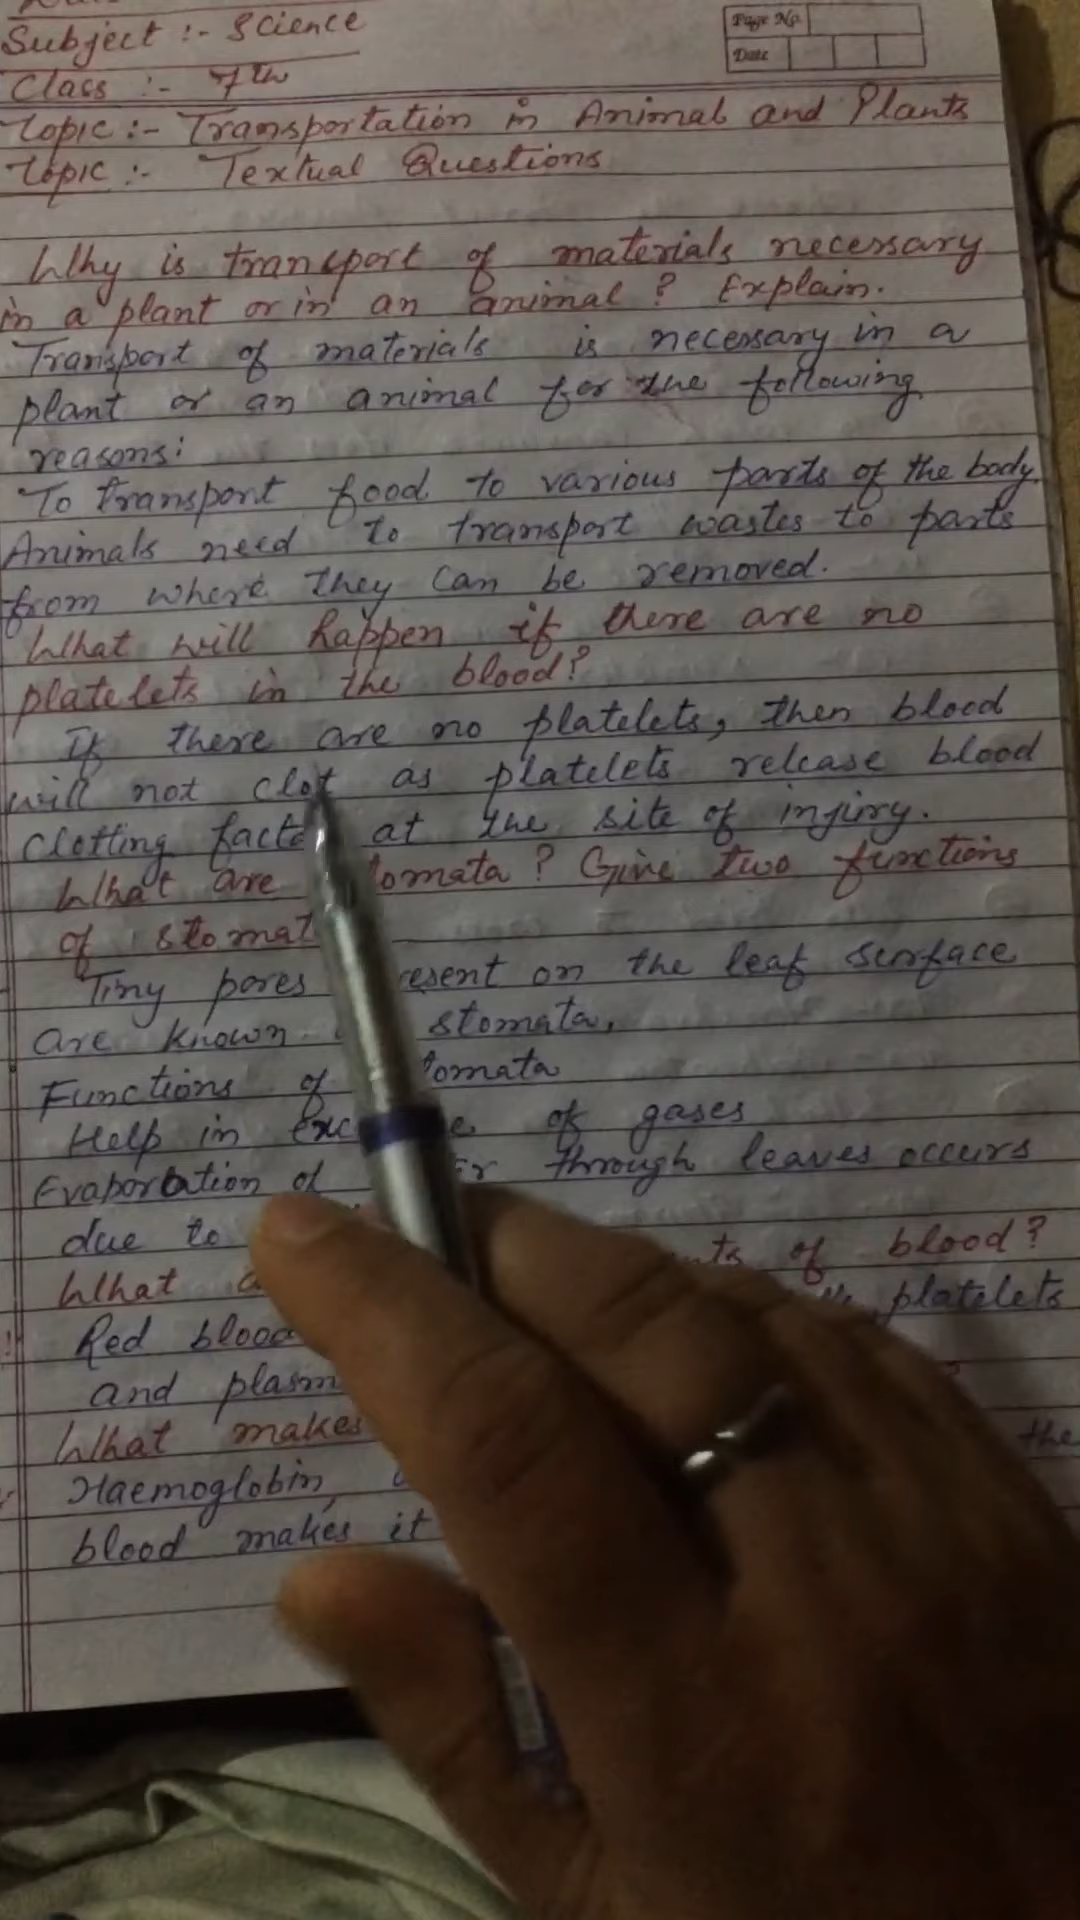 Subject :- Science
Page No.
Date
Class :- 7th
Topic :- Transportation in Animal and Plants
Topic :- Textual Questions
Why is transport of materials necessary
in a plant or in an animal ? Explain.
Transport of materials is necessary in a
plant or an animal for the following
reasons:
To transport food to various parts of the body.
Animals need to transport wastes to parts
from where they can be removed.
What will happen if there are no
platelets in the blood?
If there are no platelets, then blood
will not clot as platelets release blood
clotting at the site of injury.
What are ? Give two functions
of
Tiny pores on the leaf surface
are known stomata,
Functions of
Help in of gases
Evaporation of through leaves occurs
due to
What of blood?
Red platelets
and
What makes
Haemoglobin, the
blood makes it